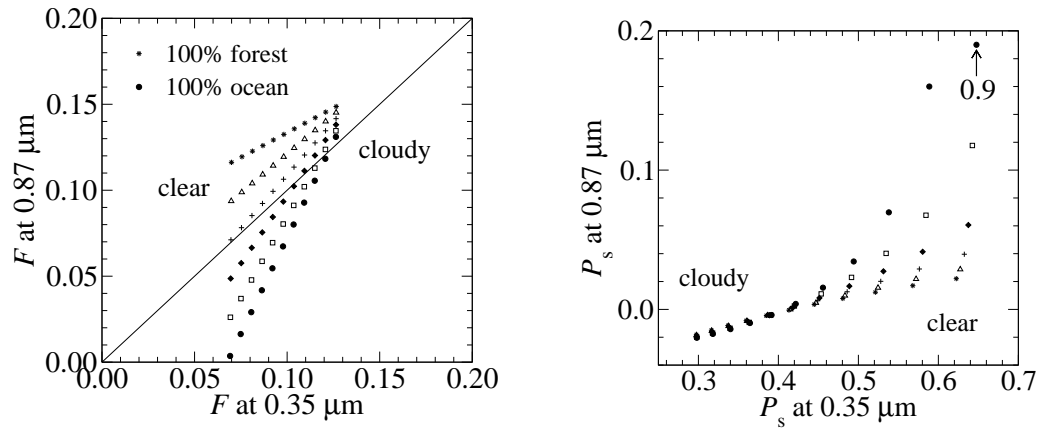 0.20
0.15
0.10
0.05
0.00
F at 0.87 μm
* 100% forest
● 100% ocean
clear
cloudy
0.00 0.05 0.10 0.15 0.20
F at 0.35 μm
0.2
0.1
0.0
Ps at 0.87 μm
0.9
cloudy
clear
0.3 0.4 0.5 0.6 0.7
Ps at 0.35 μm